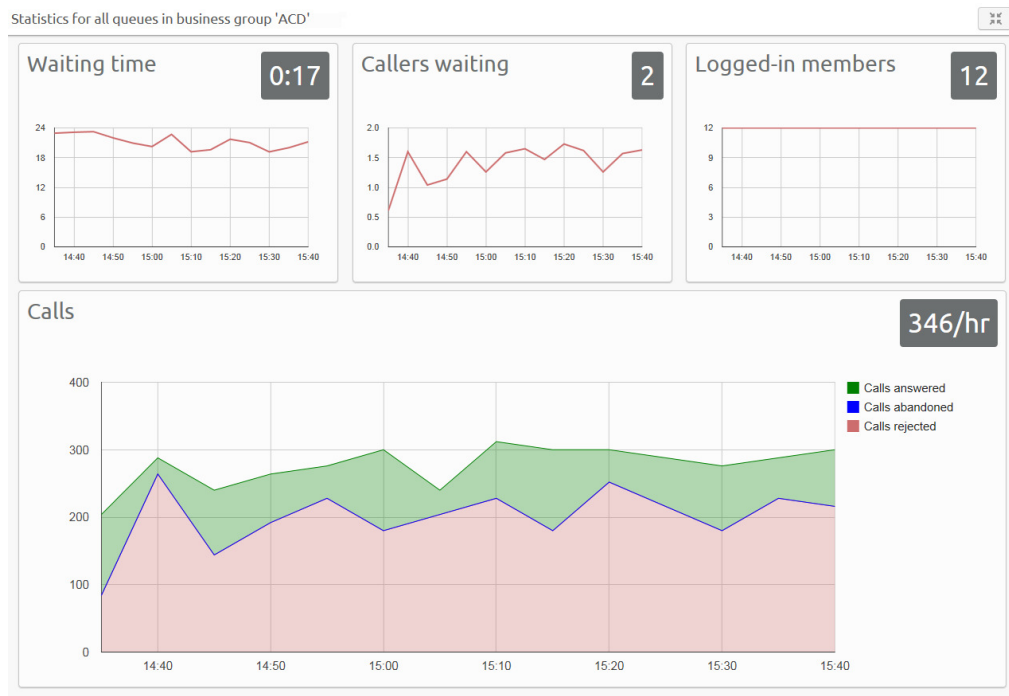 Statistics for all queues in business group 'ACD'
Waiting time
0:17
24
18
12
6
0
14:40 14:50 15:00 15:10 15:20 15:30 15:40
Callers waiting
2
2.0
1.5
1.0
0.5
0.0
14:40 14:50 15:00 15:10 15:20 15:30 15:40
Logged-in members
12
12
9
6
3
0
14:40 14:50 15:00 15:10 15:20 15:30 15:40
Calls
346/hr
400
300
200
100
0
14:40 14:50 15:00 15:10 15:20 15:30 15:40
Calls answered
Calls abandoned
Calls rejected